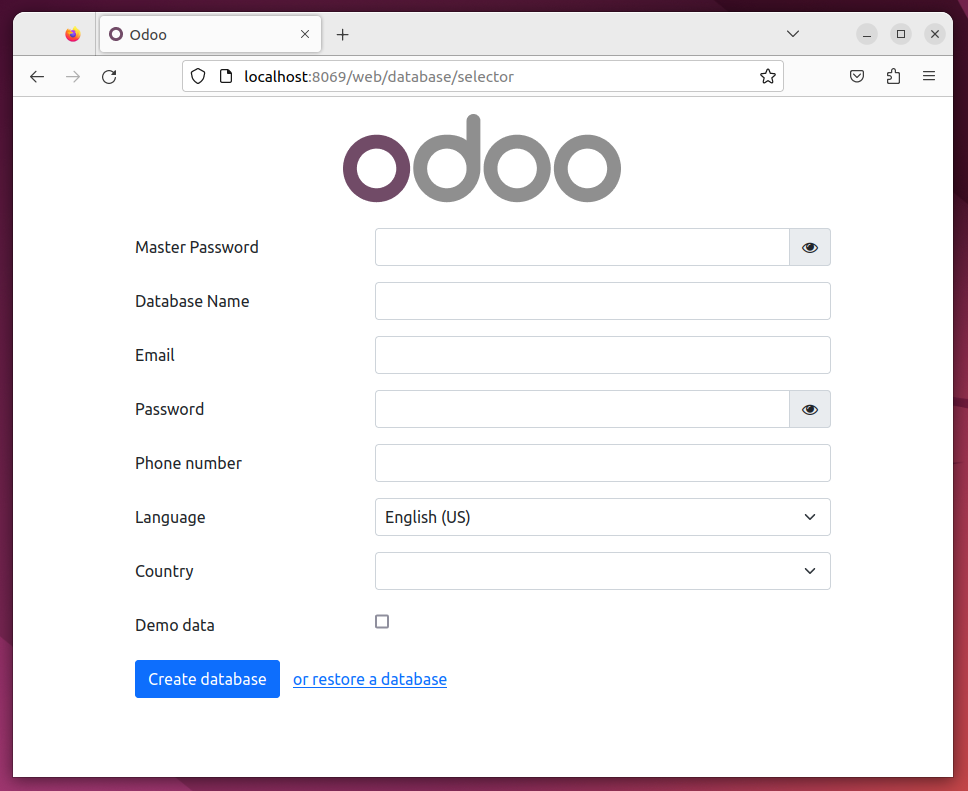 Odoo
localhost:8069/web/database/selector
odoo
Master Password
Database Name
Email
Password
Phone number
Language English (US)
Country
Demo data
Create database or restore a database